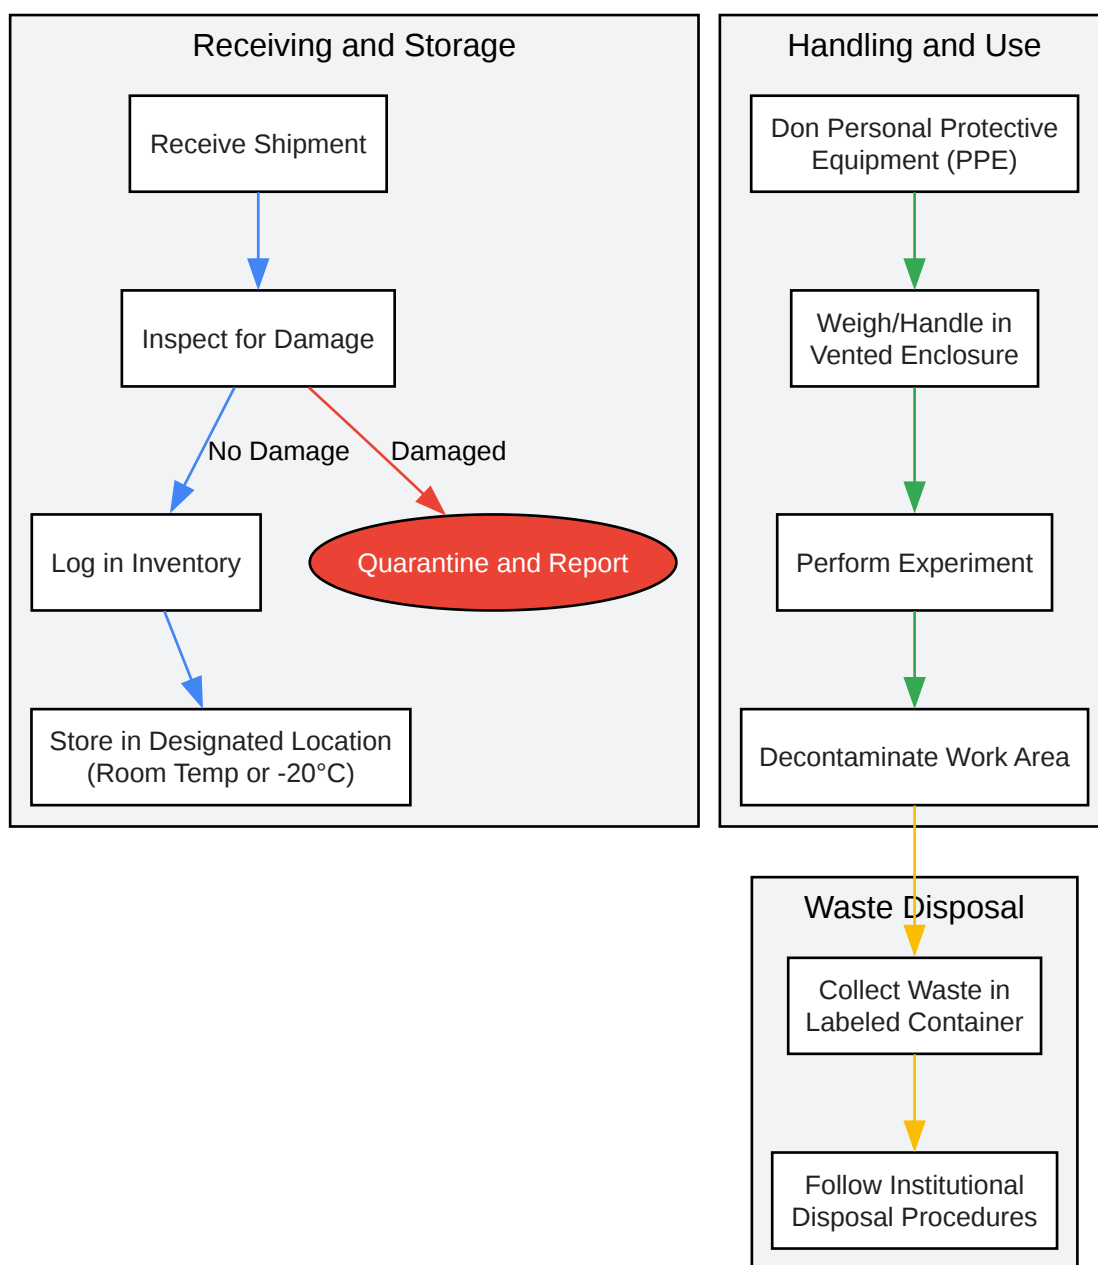 Receiving and Storage
Receive Shipment
Inspect for Damage
No Damage
Damaged
Log in Inventory
Quarantine and Report
Store in Designated Location
(Room Temp or -20°C)
Handling and Use
Don Personal Protective
Equipment (PPE)
Weigh/Handle in
Vented Enclosure
Perform Experiment
Decontaminate Work Area
Waste Disposal
Collect Waste in
Labeled Container
Follow Institutional
Disposal Procedures